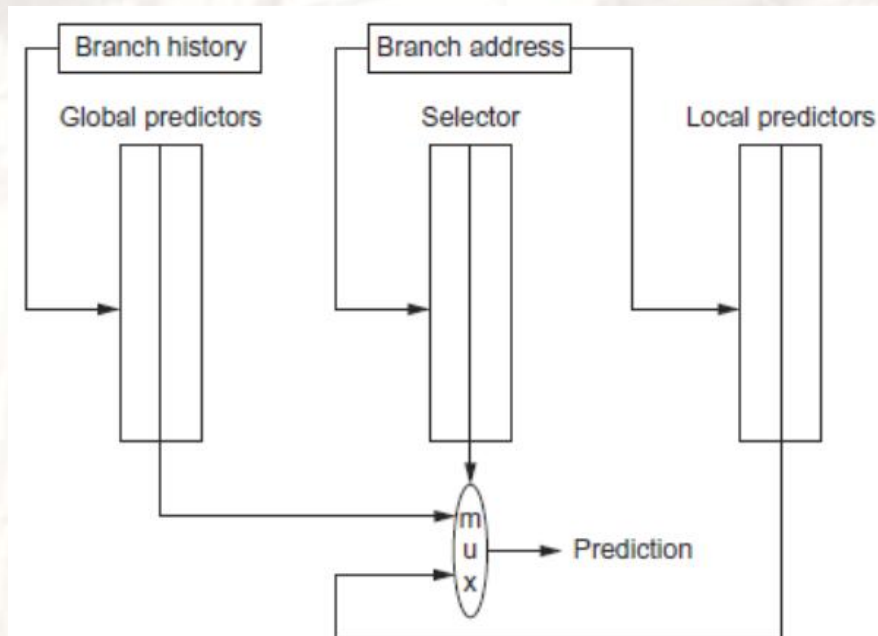 Branch history
Branch address
Global predictors
Selector
Local predictors
m
u
x
Prediction